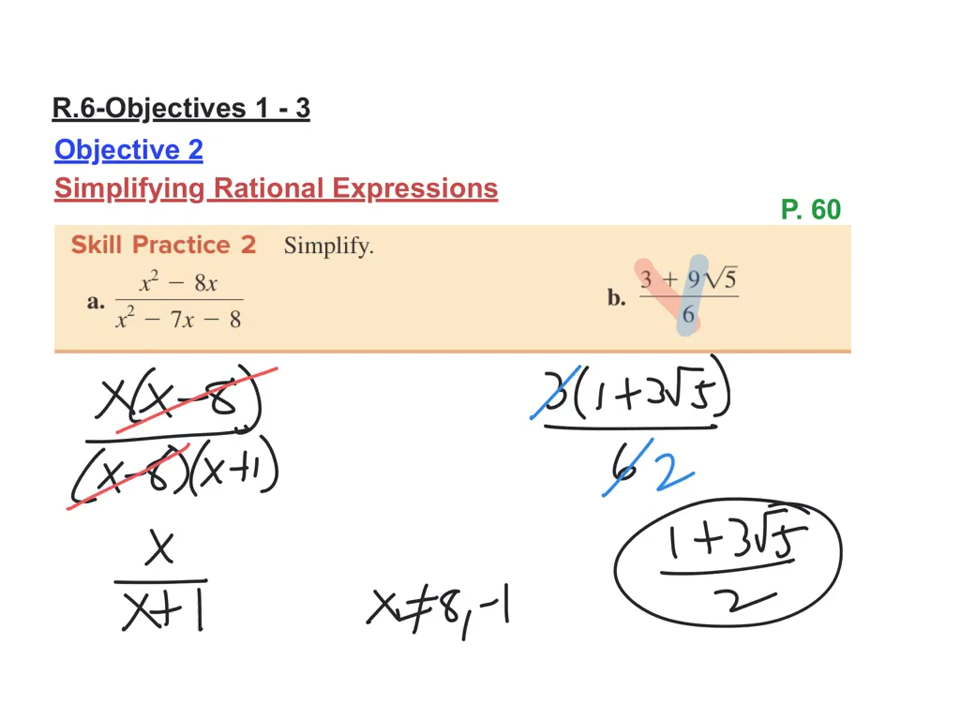 R.6-Objectives 1 - 3
Objective 2
Simplifying Rational Expressions
P. 60
Skill Practice 2 Simplify.
a. (x² − 8x)/(x² − 7x − 8)
b. (3 + 9√5)/6
x(x−8)/(x−8)(x+1)
3(1+3√5)/6 2
x/(x+1)
x≠8,−1
(1+3√5)/2